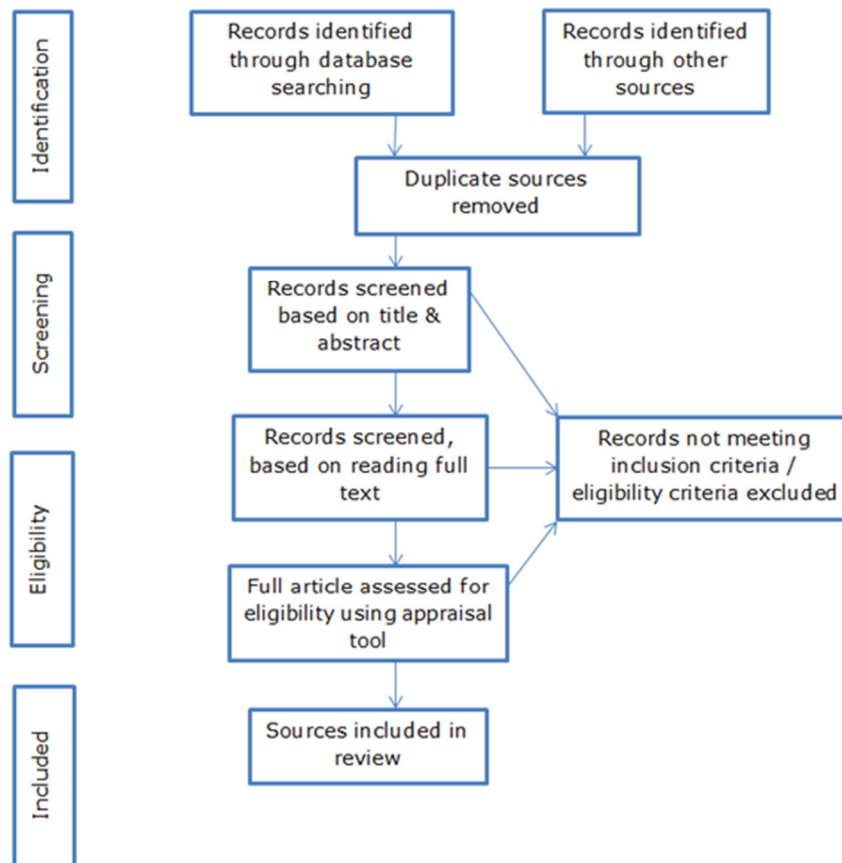 Identification
Records identified
through database
searching
Records identified
through other
sources
Duplicate sources
removed
Screening
Records screened
based on title &
abstract
Records screened,
based on reading full
text
Records not meeting
inclusion criteria /
eligibility criteria excluded
Eligibility
Full article assessed for
eligibility using appraisal
tool
Included
Sources included in
review